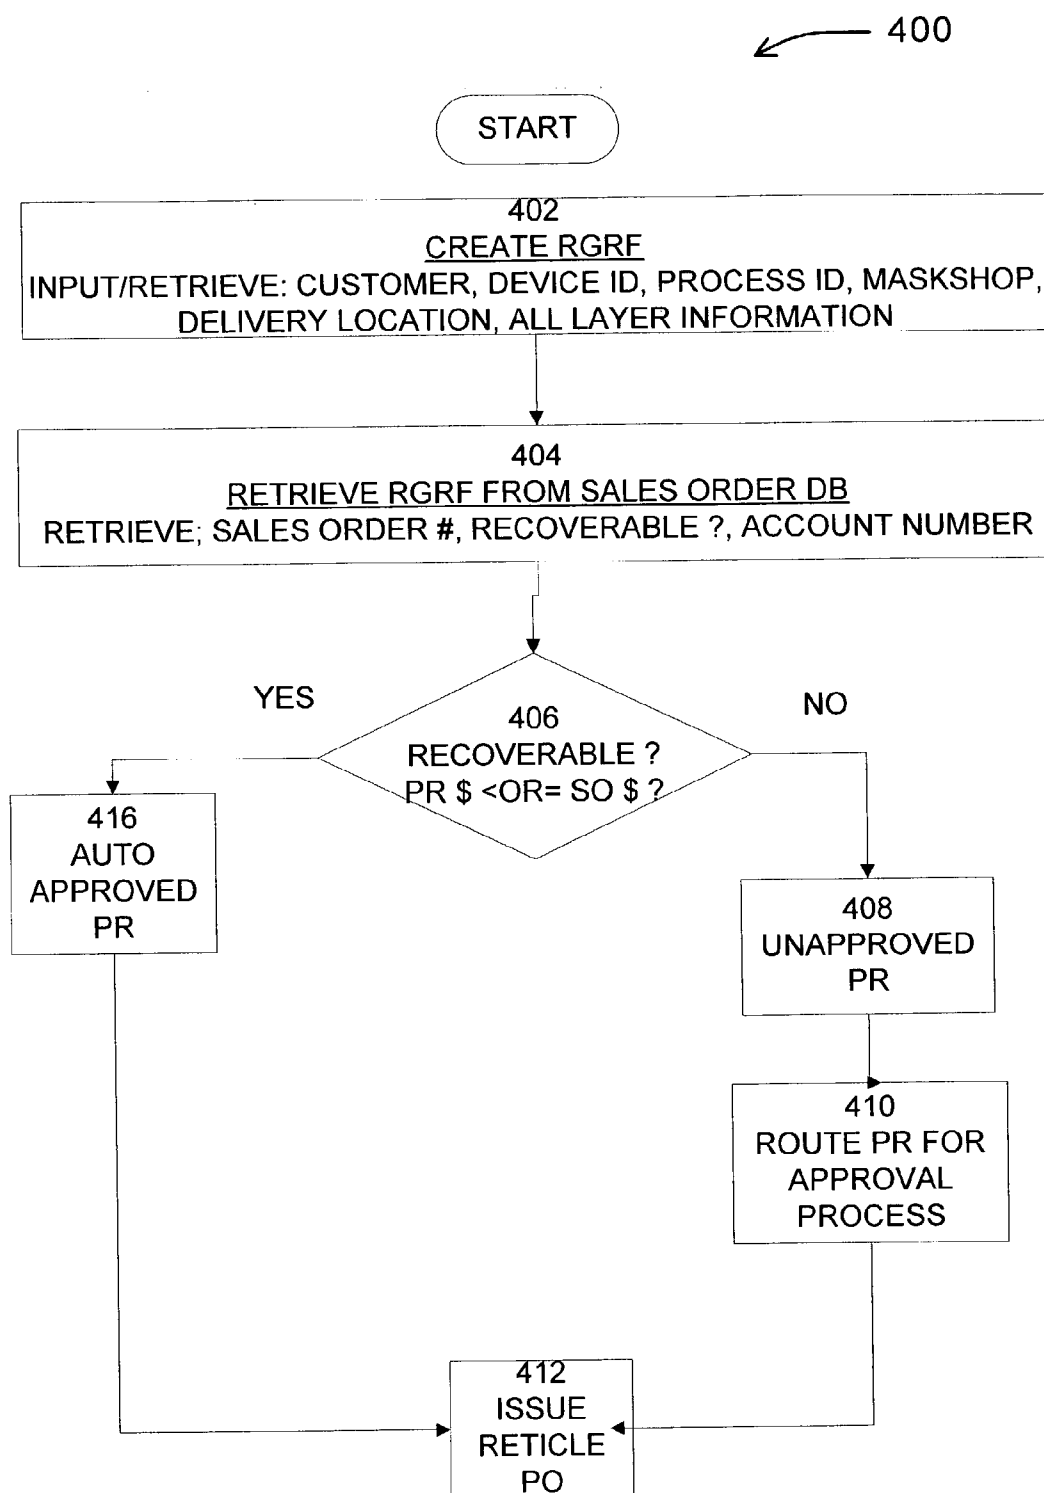 400
START
402
CREATE RGRF
INPUT/RETRIEVE: CUSTOMER, DEVICE ID, PROCESS ID, MASKSHOP,
DELIVERY LOCATION, ALL LAYER INFORMATION
404
RETRIEVE RGRF FROM SALES ORDER DB
RETRIEVE; SALES ORDER #, RECOVERABLE ?, ACCOUNT NUMBER
YES
NO
406
RECOVERABLE ?
PR $ <OR= SO $ ?
416
AUTO
APPROVED
PR
408
UNAPPROVED
PR
410
ROUTE PR FOR
APPROVAL
PROCESS
412
ISSUE
RETICLE
PO